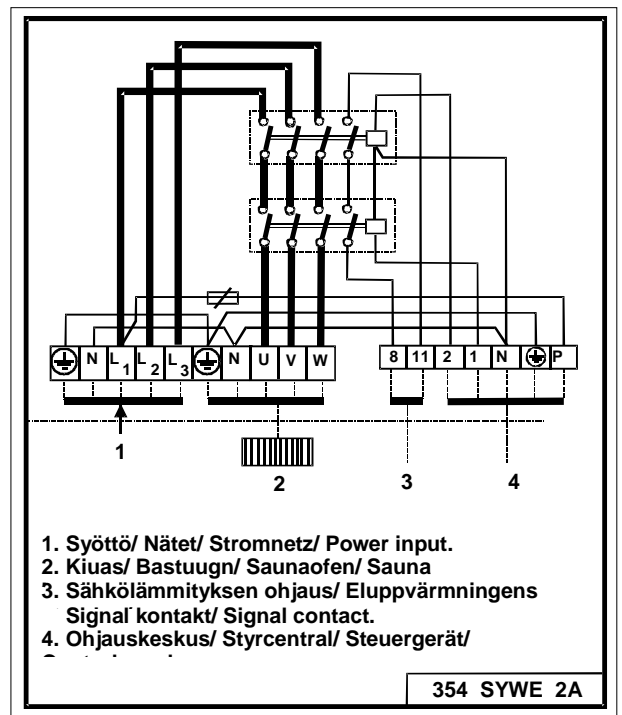 ⏚ N L1 L2 L3 ⏚ N U V W
8 11 2 1 N ⏚ P
1
2
3
4
1. Syöttö/ Nätet/ Stromnetz/ Power input.
2. Kiuas/ Bastuugn/ Saunaofen/ Sauna
3. Sähkölämmityksen ohjaus/ Eluppvärmningens
Signal kontakt/ Signal contact.
4. Ohjauskeskus/ Styrcentral/ Steuergerät/
354 SYWE 2A